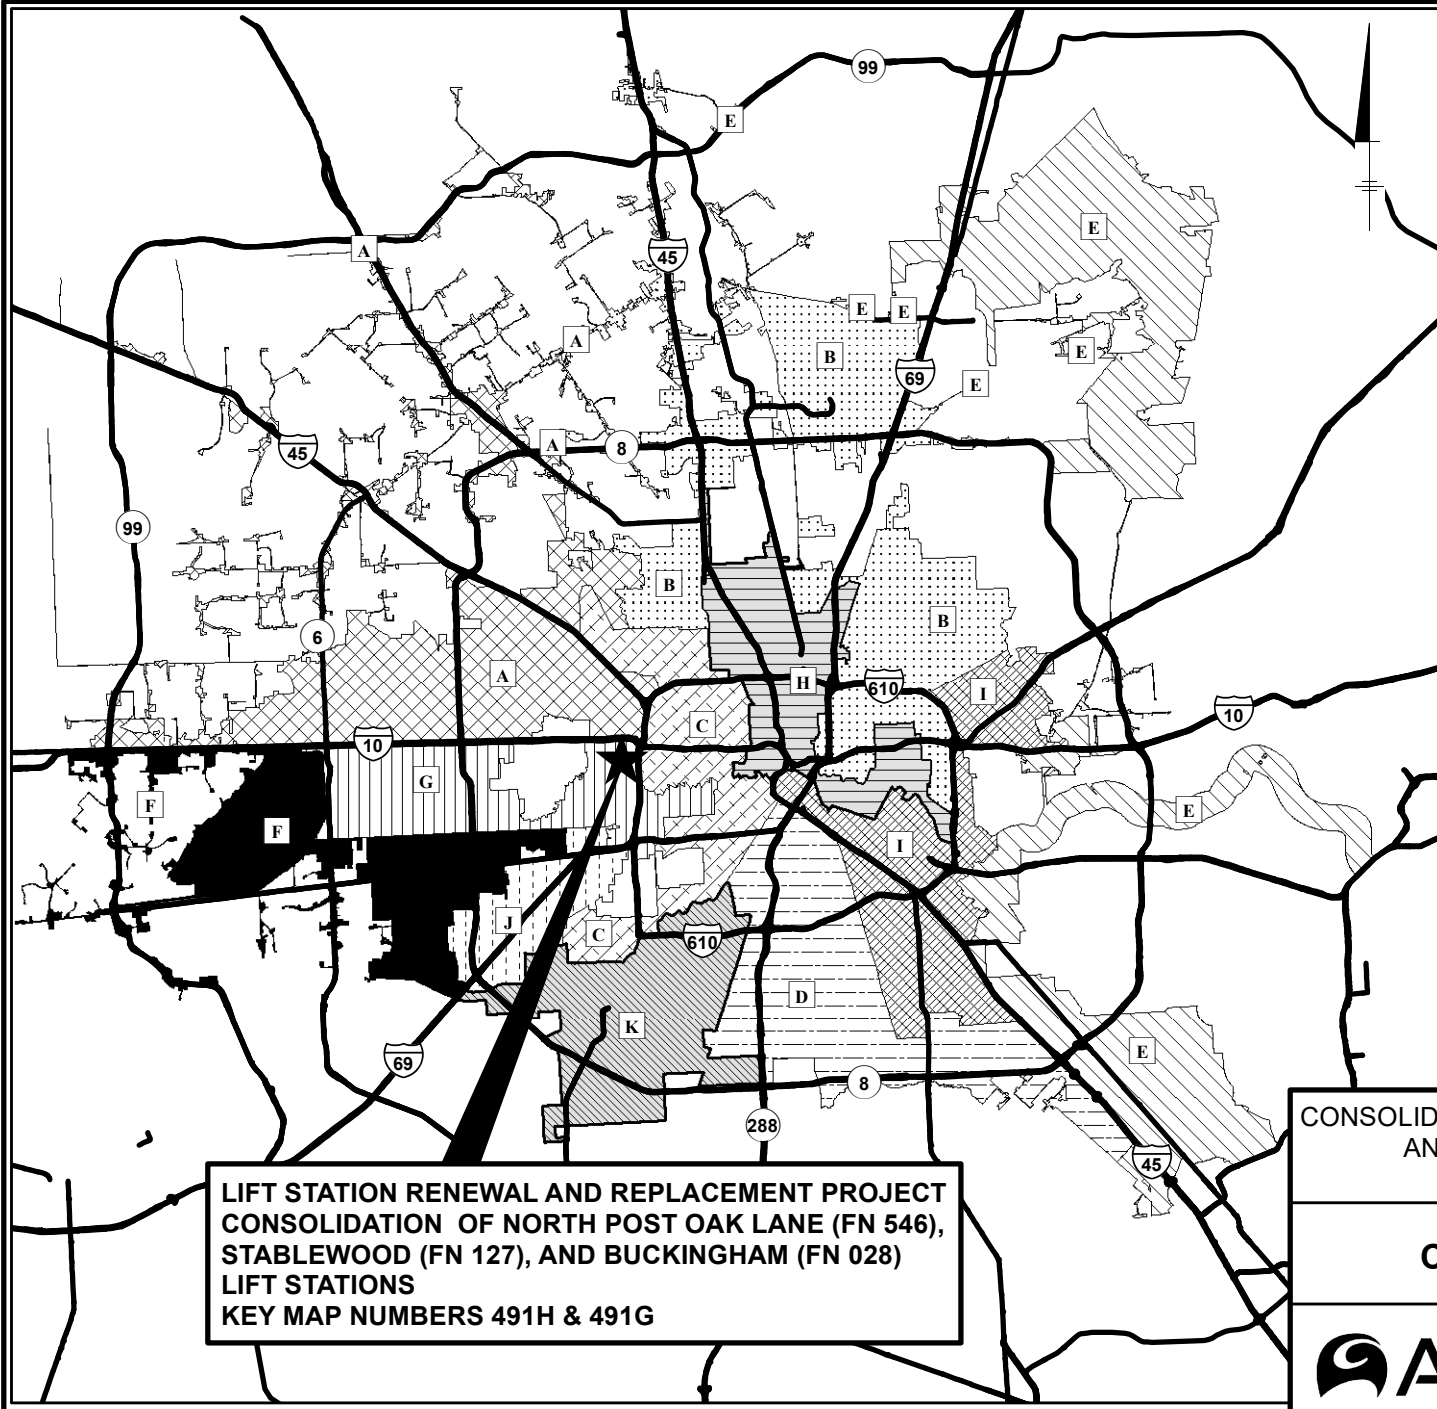 99
E
E
A
45
E
E
B
A
E
69
E
A
8
45
99
B
B
6
A
H
610
I
C
10
10
G
F
F
E
I
J
C
610
D
K
E
69
8
288
45
LIFT STATION RENEWAL AND REPLACEMENT PROJECT
CONSOLIDATION OF NORTH POST OAK LANE (FN 546),
STABLEWOOD (FN 127), AND BUCKINGHAM (FN 028)
LIFT STATIONS
KEY MAP NUMBERS 491H & 491G
CONSOLID
AN
C
A